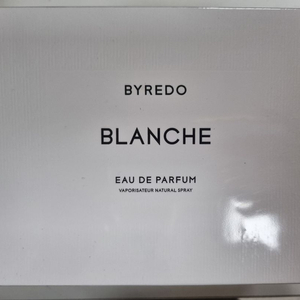 BYREDO
BLANCHE
EAU DE PARFUM
VAPORISATEUR NATURAL SPRAY